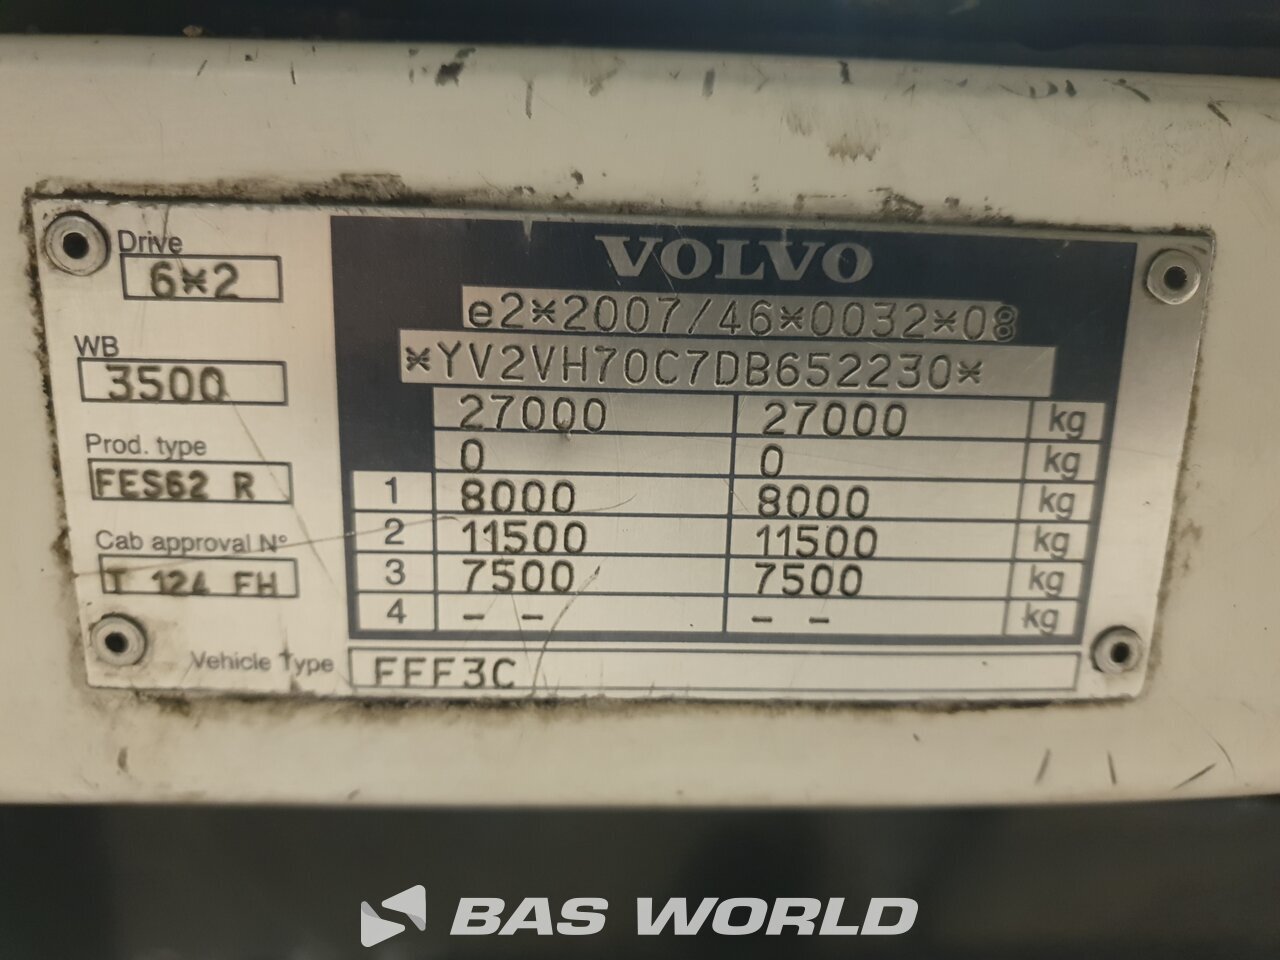 Drive
6*2
WB
3500
Prod. type
FES62 R
Cab approval N°
T 124 FH
VOLVO
e2*2007/46*0032*08
*YV2VH70C7DB652230*
27000 27000 kg
0 0 kg
1 8000 8000 kg
2 11500 11500 kg
3 7500 7500 kg
4 - - - - kg
Vehicle Type FFF3C
BAS WORLD